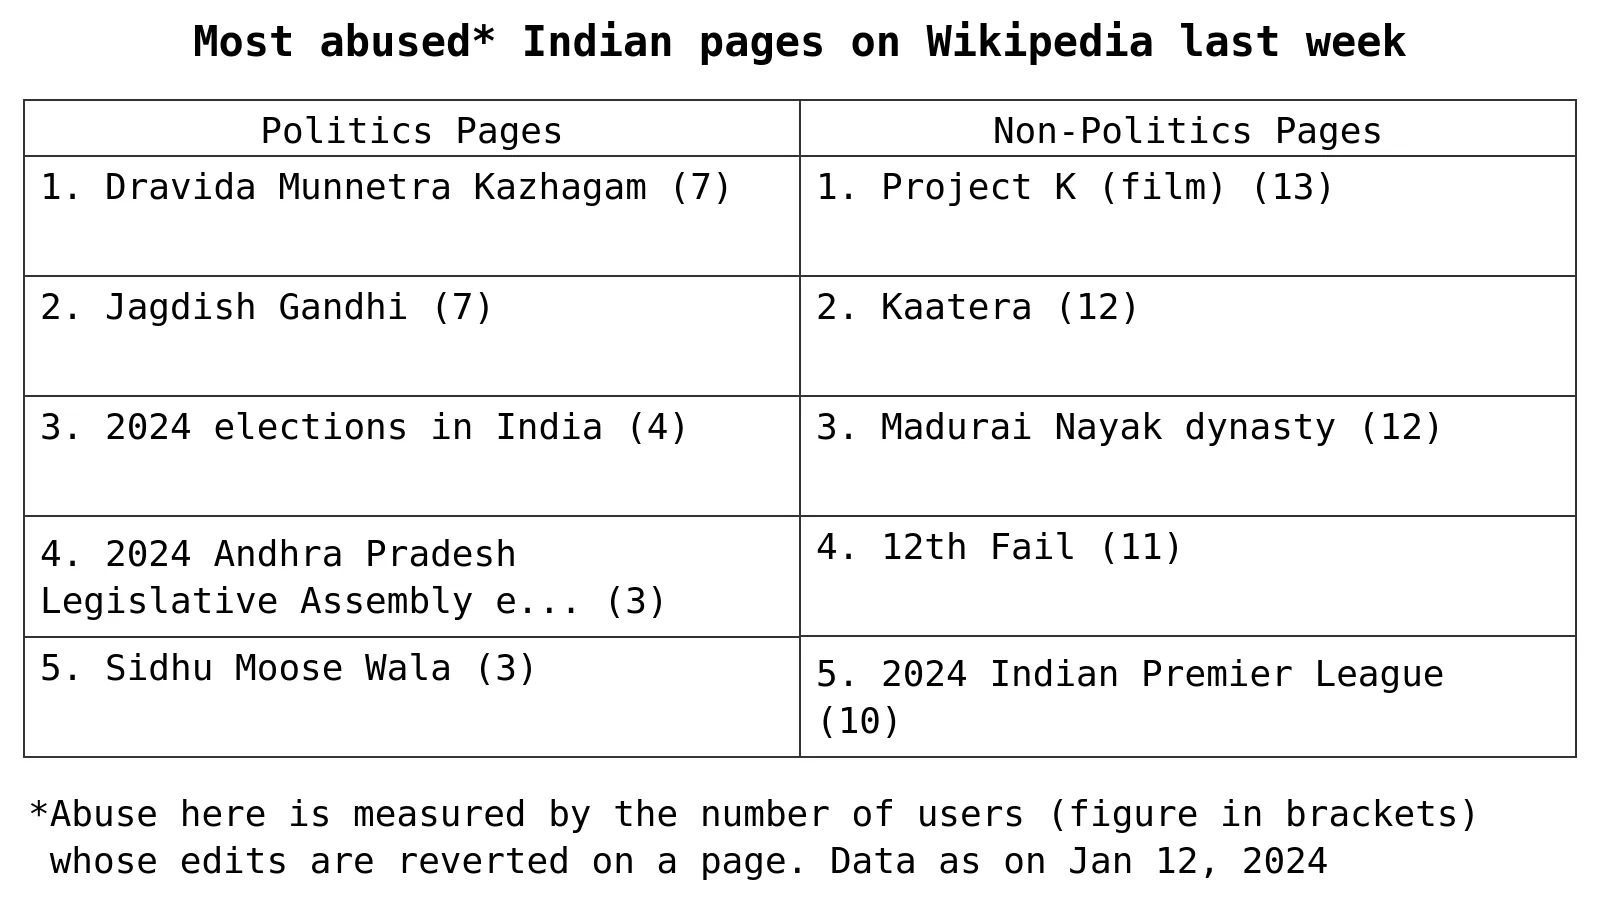 Most abused* Indian pages on Wikipedia last week
Politics Pages
Non-Politics Pages
1. Dravida Munnetra Kazhagam (7)
1. Project K (film) (13)
2. Jagdish Gandhi (7)
2. Kaatera (12)
3. 2024 elections in India (4)
3. Madurai Nayak dynasty (12)
4. 2024 Andhra Pradesh
Legislative Assembly e... (3)
4. 12th Fail (11)
5. Sidhu Moose Wala (3)
5. 2024 Indian Premier League
(10)
*Abuse here is measured by the number of users (figure in brackets)
whose edits are reverted on a page. Data as on Jan 12, 2024